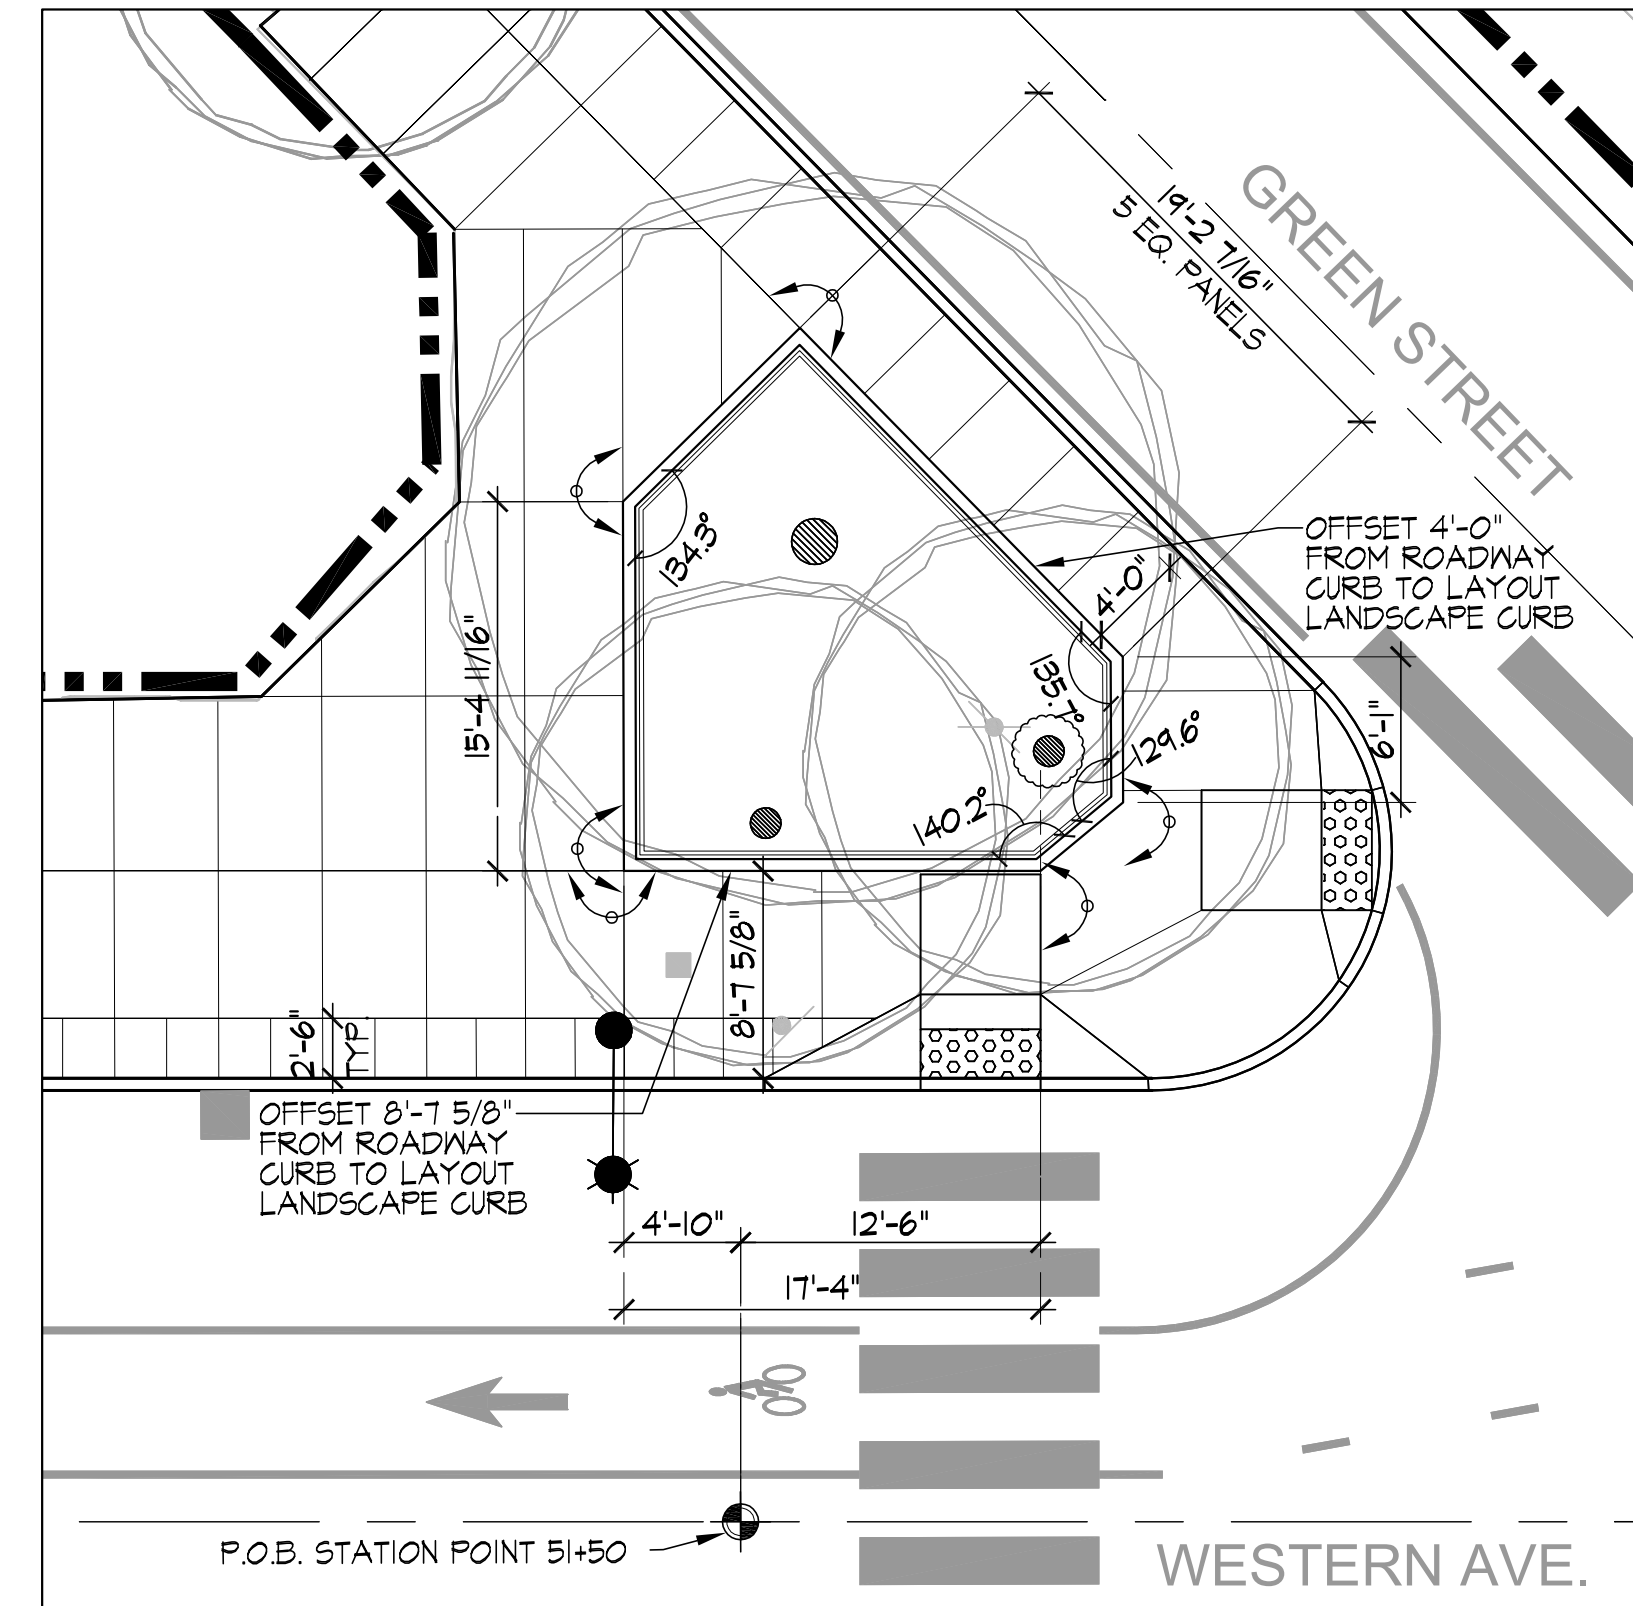 GREEN STREET
19'-2 7/16"
5 EQ. PANELS
OFFSET 4'-0"
FROM ROADWAY
CURB TO LAYOUT
LANDSCAPE CURB
134.3°
4'-0"
15'-4 11/16"
135.7°
6'-1"
129.6°
140.2°
8'-7 5/8"
2'-6"
TYP.
OFFSET 8'-7 5/8"
FROM ROADWAY
CURB TO LAYOUT
LANDSCAPE CURB
4'-10"
12'-6"
17'-4"
P.O.B. STATION POINT 51+50
WESTERN AVE.